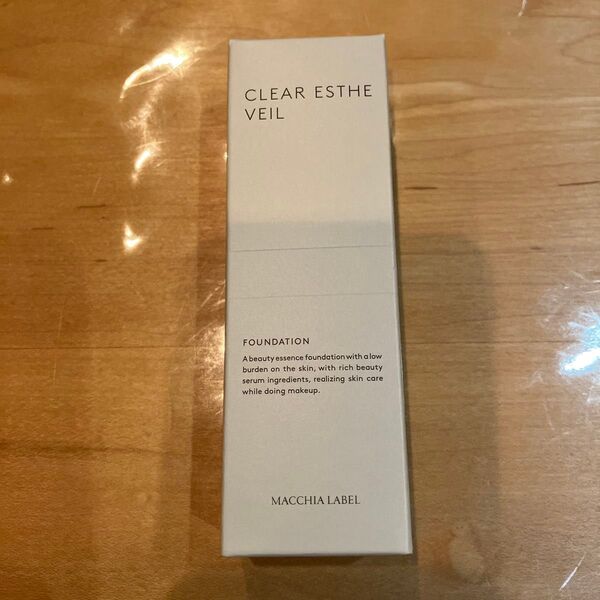 CLEAR ESTHE
VEIL
FOUNDATION
A beauty essence foundation with a low
burden on the skin, with rich beauty
serum ingredients, realizing skin care
while doing makeup.
MACCHIA LABEL